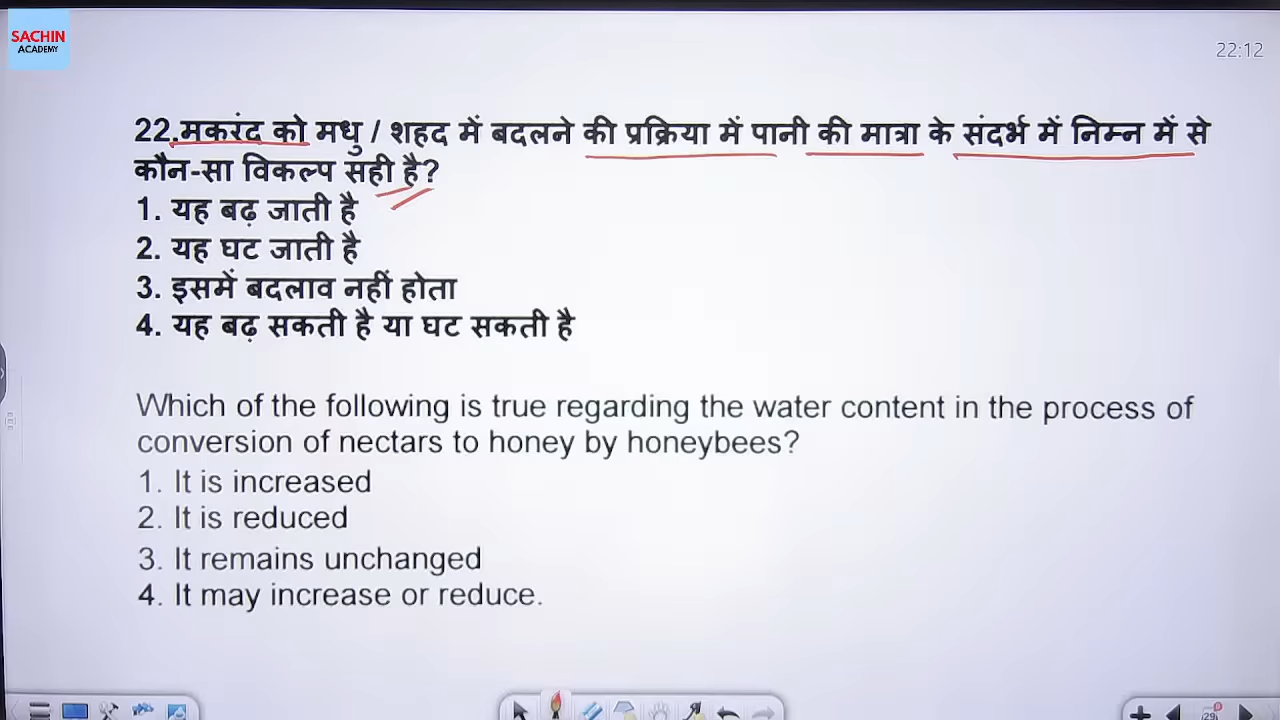 SACHIN
ACADEMY
22:12
22.मकरंद को मधु / शहद में बदलने की प्रक्रिया में पानी की मात्रा के संदर्भ में निम्न में से
कौन-सा विकल्प सही है?
1. यह बढ़ जाती है
2. यह घट जाती है
3. इसमें बदलाव नहीं होता
4. यह बढ़ सकती है या घट सकती है
Which of the following is true regarding the water content in the process of
conversion of nectars to honey by honeybees?
1. It is increased
2. It is reduced
3. It remains unchanged
4. It may increase or reduce.
29